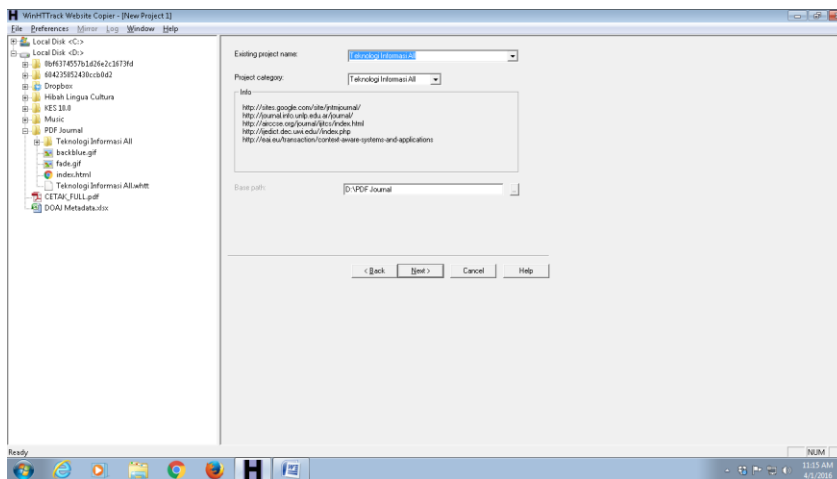 WinHTTrack Website Copier - [New Project 1]
File Preferences Mirror Log Window Help
Local Disk <C:>
Local Disk <D:>
0bf6374557b1d26e2c1673fd
604235852430ccb0d2
Dropbox
Hibah Lingua Cultura
KES 18.8
Music
PDF Journal
Teknologi Informasi All
backblue.gif
fade.gif
index.html
Teknologi Informasi All.whtt
CETAK_FULL.pdf
DOAJ Metadata.xlsx
Existing project name: Teknologi Informasi All
Project category: Teknologi Informasi All
Info
http://sites.google.com/site/jntmjournal/
http://journal.info.unlp.edu.ar/journal/
http://airccse.org/journal/ijitcs/index.html
http://ijedict.dec.uwi.edu//index.php
http://eai.eu/transaction/context-aware-systems-and-applications
Base path: D:\PDF Journal ..
< Back Next > Cancel Help
Ready NUM
H
11:15 AM
4/1/2016